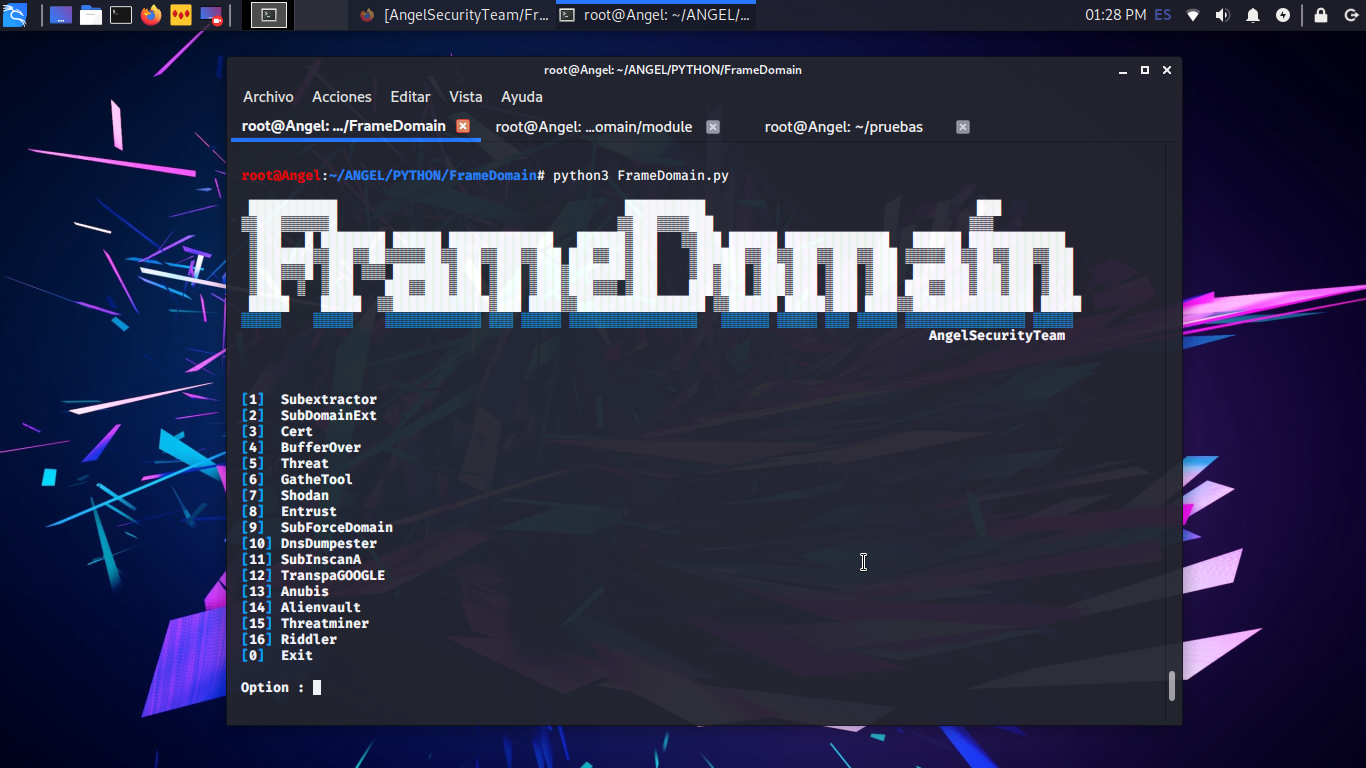 [AngelSecurityTeam/Fr...
root@Angel: ~/ANGEL/...
01:28 PM ES
root@Angel: ~/ANGEL/PYTHON/FrameDomain
Archivo Acciones Editar Vista Ayuda
root@Angel: .../FrameDomain root@Angel: ...omain/module root@Angel: ~/pruebas
root@Angel:~/ANGEL/PYTHON/FrameDomain# python3 FrameDomain.py
FrameDomain
AngelSecurityTeam
[1] Subextractor
[2] SubDomainExt
[3] Cert
[4] BufferOver
[5] Threat
[6] GatheTool
[7] Shodan
[8] Entrust
[9] SubForceDomain
[10] DnsDumpester
[11] SubInscanA
[12] TranspaGOOGLE
[13] Anubis
[14] Alienvault
[15] Threatminer
[16] Riddler
[0] Exit
Option :